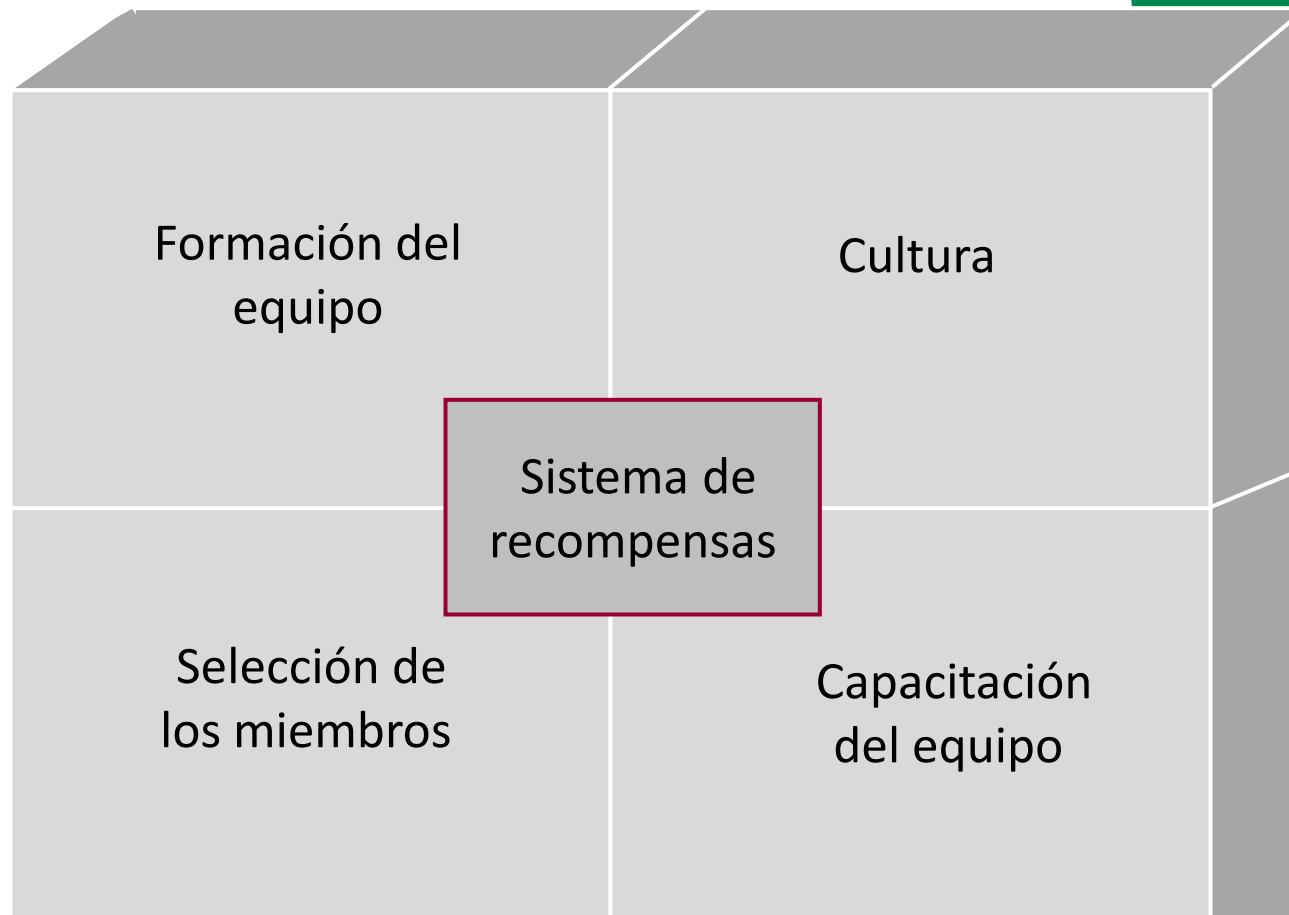 Formación del
equipo
Cultura
Sistema de
recompensas
Selección de
los miembros
Capacitación
del equipo